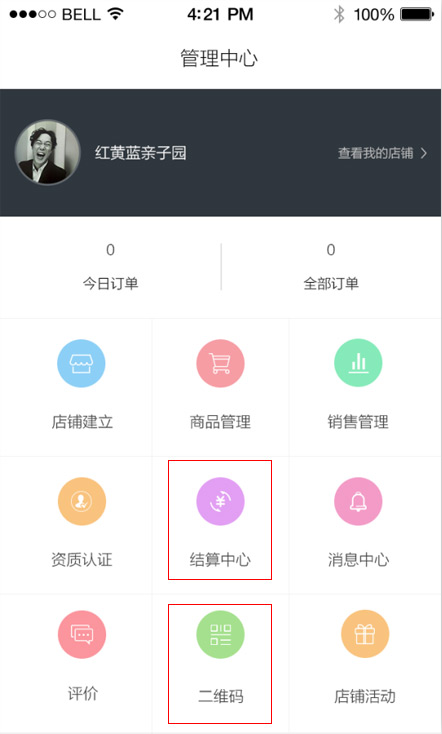 BELL 4:21 PM 100%
管理中心
红黄蓝亲子园 查看我的店铺
0 0
今日订单 全部订单
店铺建立 商品管理 销售管理
¥
资质认证 结算中心 消息中心
评价 二维码 店铺活动